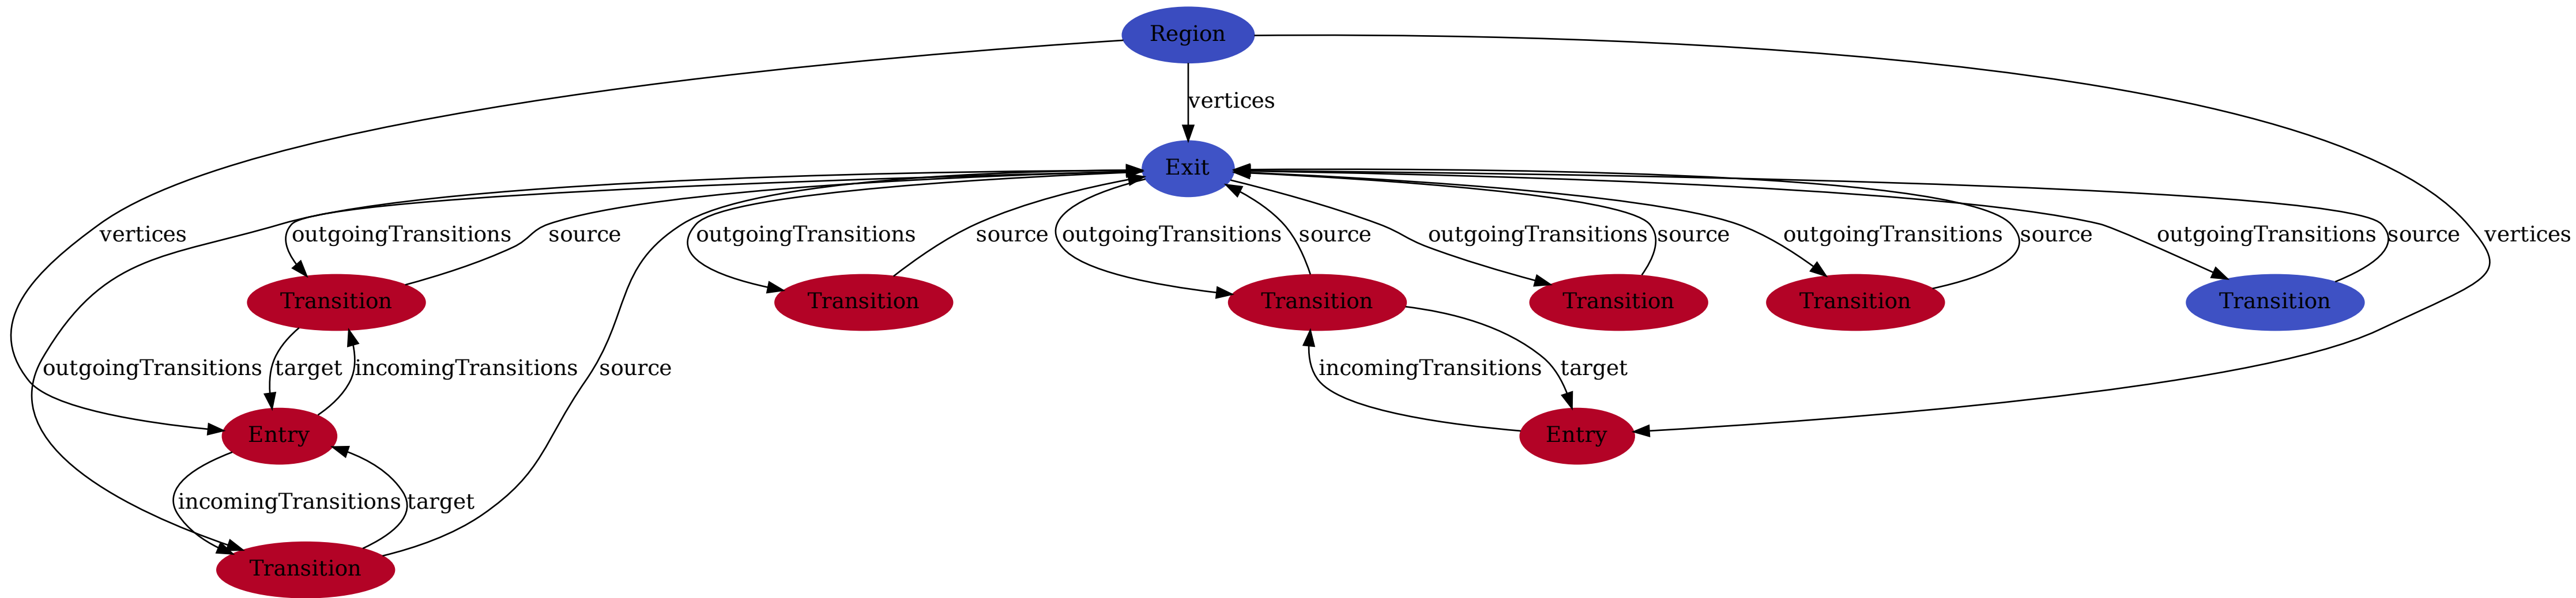 Region
vertices
Exit
vertices
outgoingTransitions
source
outgoingTransitions
source
outgoingTransitions
source
outgoingTransitions
source
outgoingTransitions
source
outgoingTransitions
source
vertices
Transition
Transition
Transition
Transition
Transition
Transition
outgoingTransitions
target
incomingTransitions
source
incomingTransitions
target
Entry
Entry
incomingTransitions
target
Transition